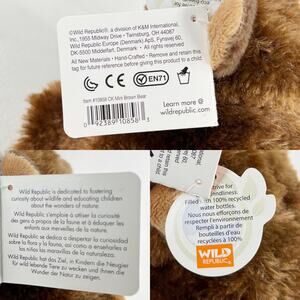 ©Wild Republic®, a division of K&M International,
Inc., 1955 Midway Drive • Twinsburg, OH 44087
Wild Republic Europe (Denmark) ApS, Fynsvej 60,
DK-5500 Middelfart, Denmark
All New Materials • Hand-Crafted • Remove and retain this
tag for future reference before giving this product to a child.
CE
EN71
Learn more @
wildrepublic.com
Item #10858 CK Mini Brown Bear
0 92389 10858
Wild Republic is dedicated to fostering
curiosity about wildlife and educating children
about the wonders of nature.
Wild Republic s'emploie à attiser la curiosité
des gens à propos de la faune et à sensibiliser
les enfants aux merveilles de la nature.
Wild Republic se dedica a despertar la curiosidad
sobre la flora y la fauna, así como a enseñarles a
los niños las maravillas de la naturaleza.
Wild Republic hat das Ziel, in Kindern die Neugier
für wild lebende Tiere zu wecken und Ihnen die
Wunder der Natur zu zeigen.
strive for
Filled with 100% recycled
water bottles.
Nous nous efforçons de
respecter l'environnement
Rempli à partir de
bouteilles d'eau
recyclées à 100%
WILD
REPUBLIC